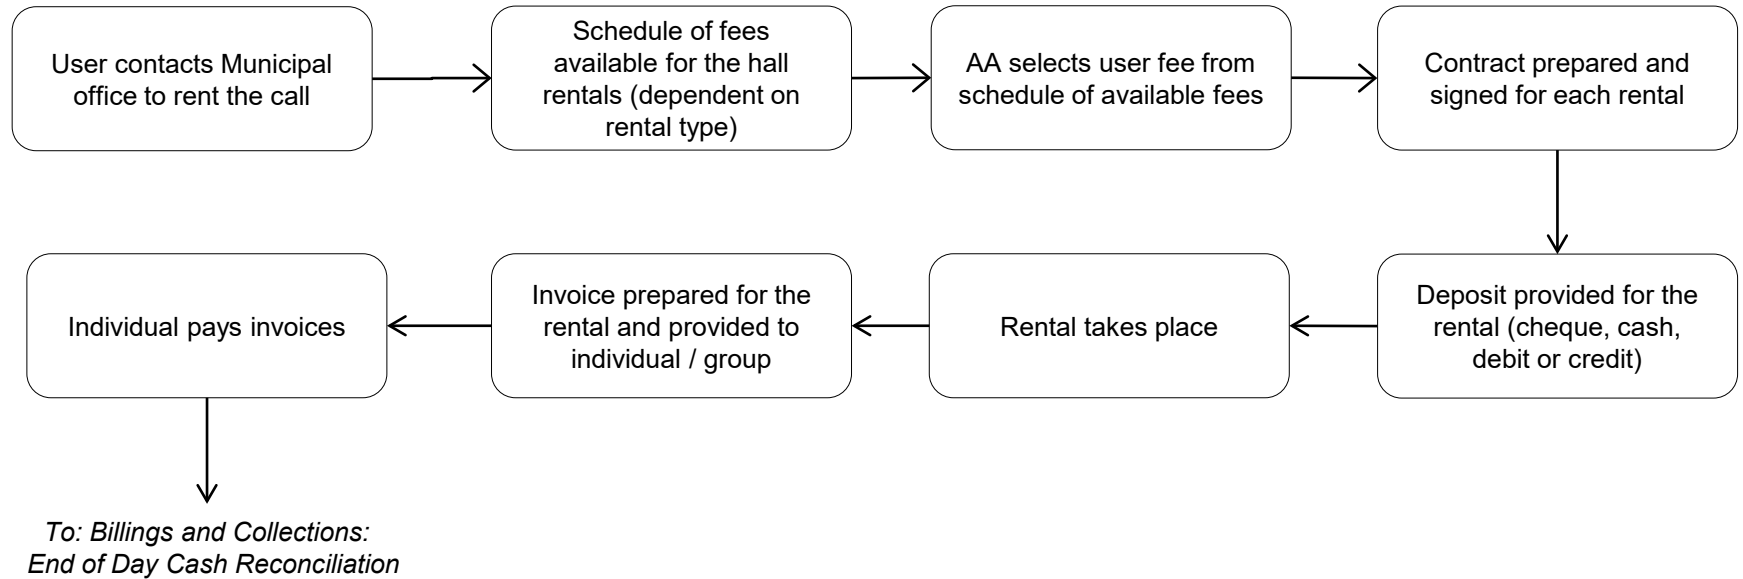 User contacts Municipal
office to rent the call
Schedule of fees
available for the hall
rentals (dependent on
rental type)
AA selects user fee from
schedule of available fees
Contract prepared and
signed for each rental
Deposit provided for the
rental (cheque, cash,
debit or credit)
Rental takes place
Invoice prepared for the
rental and provided to
individual / group
Individual pays invoices
To: Billings and Collections:
End of Day Cash Reconciliation